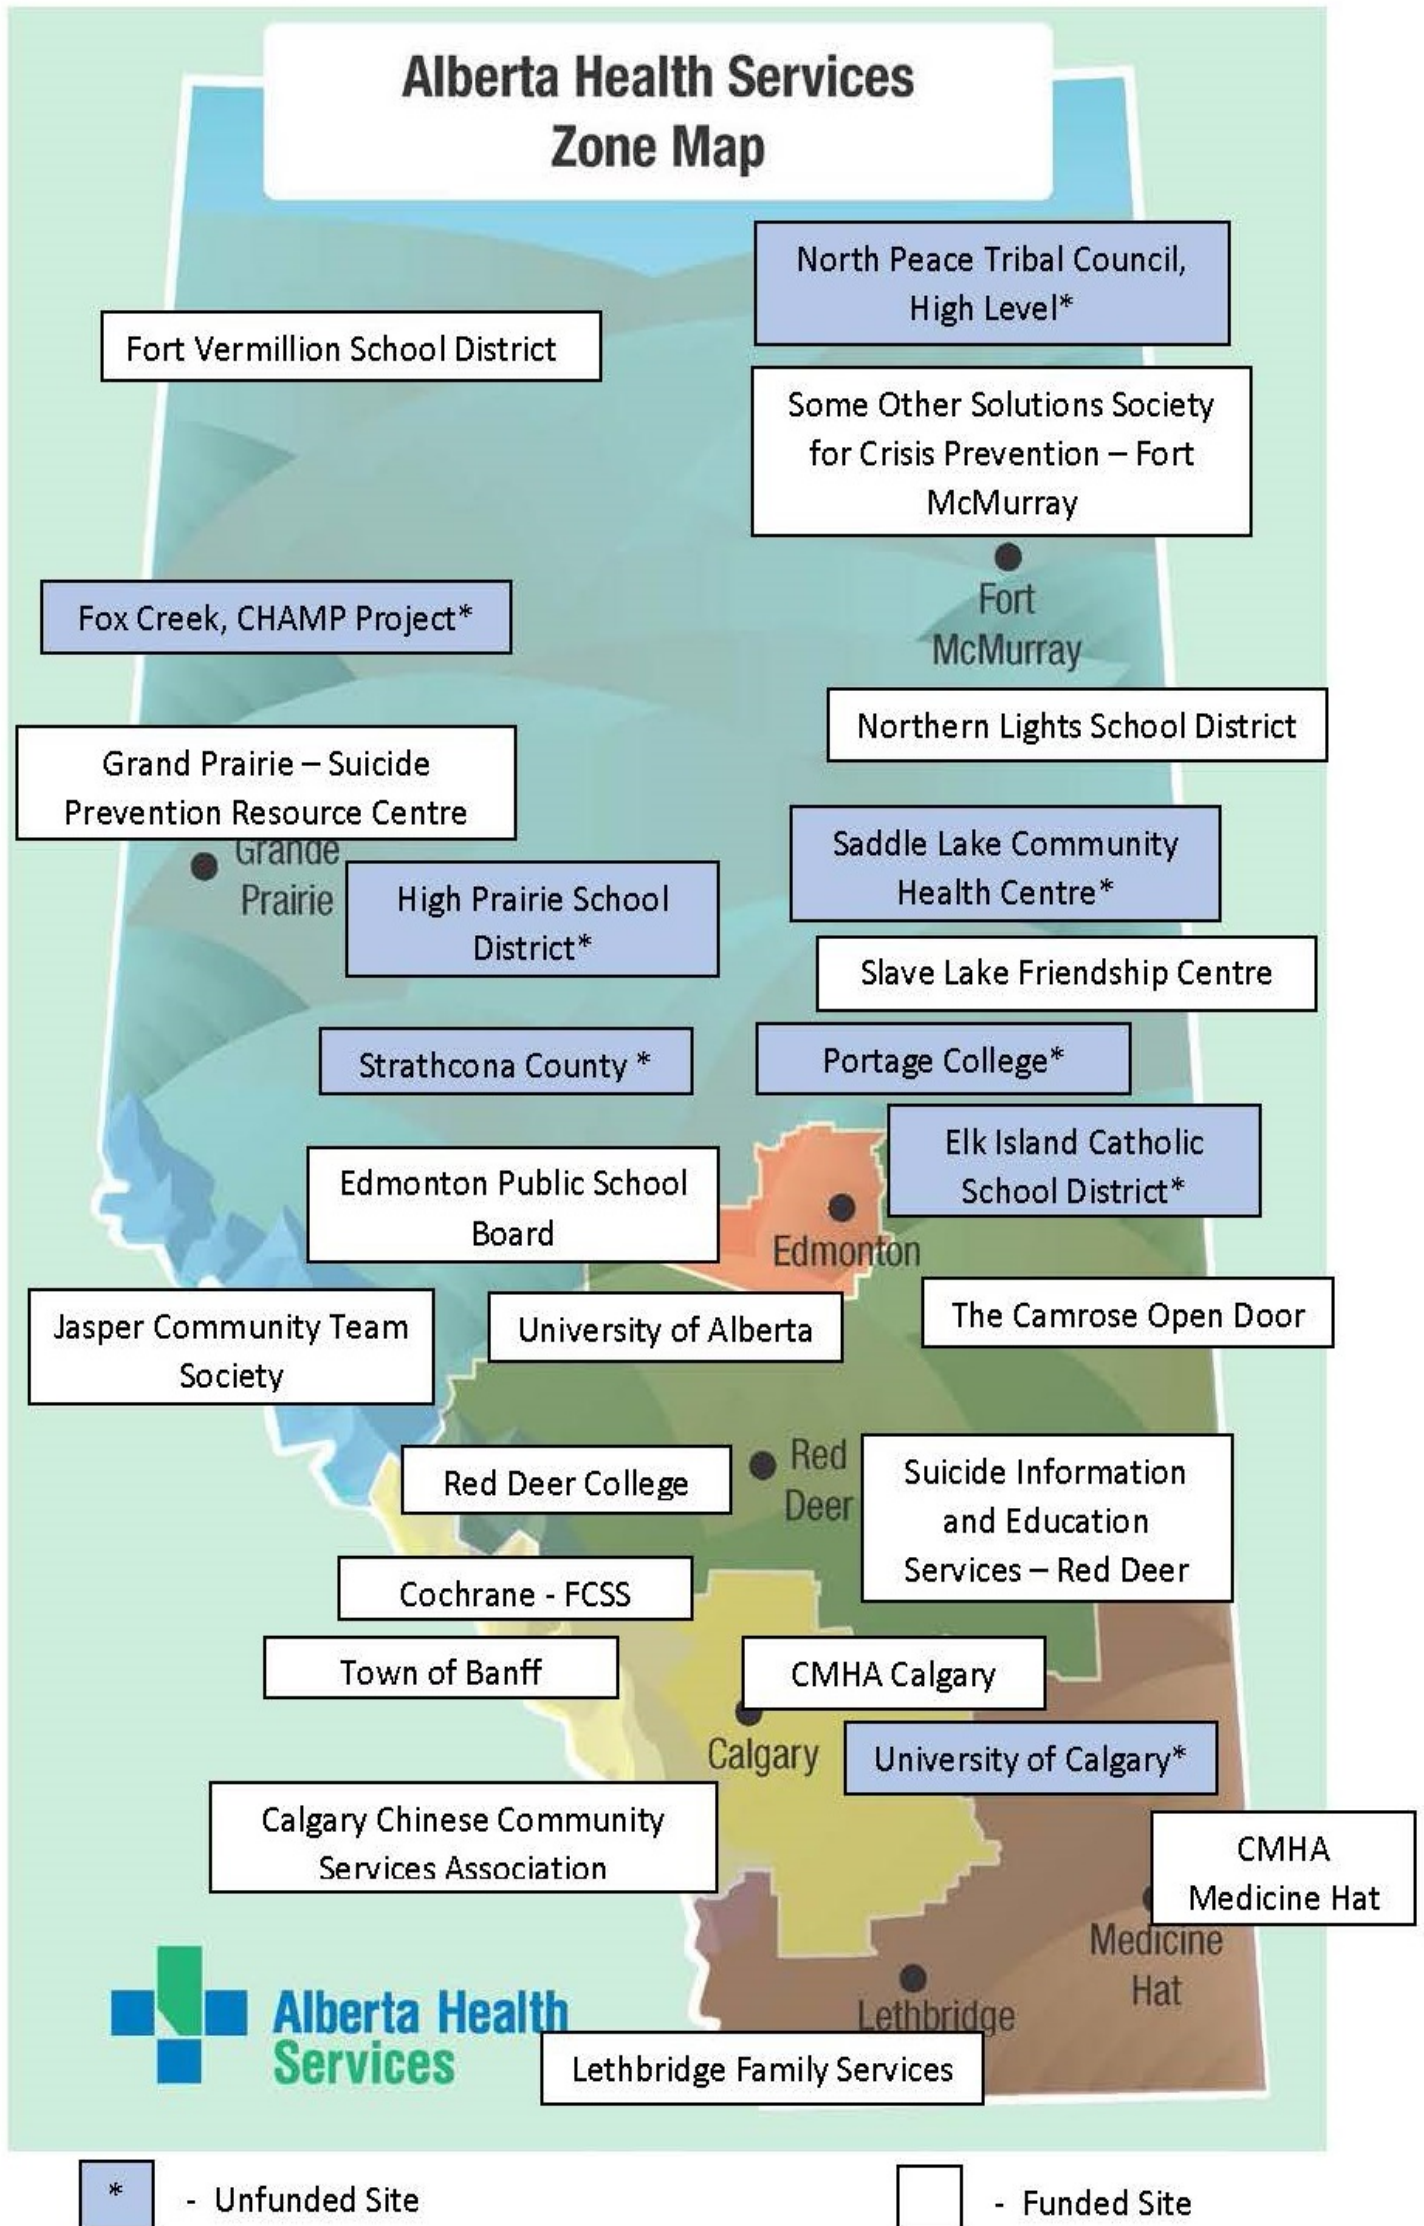 Alberta Health Services
Zone Map
North Peace Tribal Council,
High Level*
Fort Vermillion School District
Some Other Solutions Society
for Crisis Prevention – Fort
McMurray
Fort
McMurray
Fox Creek, CHAMP Project*
Northern Lights School District
Grand Prairie – Suicide
Prevention Resource Centre
Grande
Prairie
Saddle Lake Community
Health Centre*
High Prairie School
District*
Slave Lake Friendship Centre
Strathcona County *
Portage College*
Elk Island Catholic
School District*
Edmonton Public School
Board
Edmonton
Jasper Community Team
Society
University of Alberta
The Camrose Open Door
Red Deer College
Red
Deer
Suicide Information
and Education
Services – Red Deer
Cochrane - FCSS
Town of Banff
CMHA Calgary
Calgary
University of Calgary*
Calgary Chinese Community
Services Association
CMHA
Medicine Hat
Medicine
Hat
Lethbridge
Alberta Health
Services
Lethbridge Family Services
* - Unfunded Site
- Funded Site